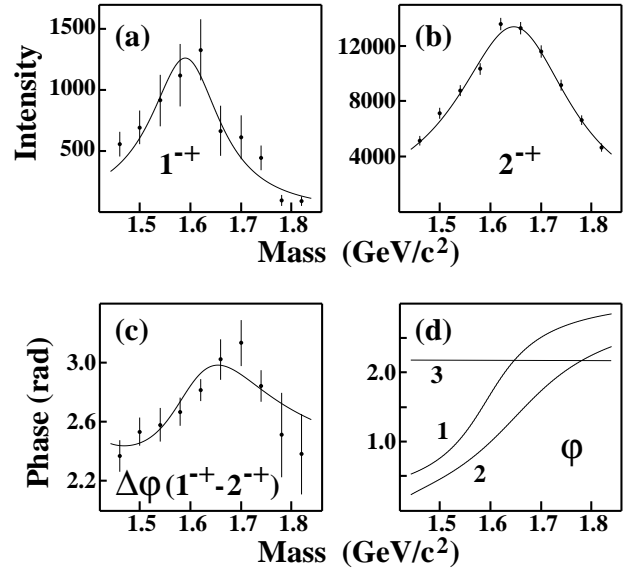 (a)
(b)
Intensity
1500
1000
500
12000
8000
4000
1⁻⁺
2⁻⁺
1.5 1.6 1.7 1.8
1.5 1.6 1.7 1.8
Mass (GeV/c²)
(c)
(d)
Phase (rad)
3.0
2.6
2.2
2.0
1.0
3
1
2
φ
Δφ(1⁻⁺-2⁻⁺)
1.5 1.6 1.7 1.8
1.5 1.6 1.7 1.8
Mass (GeV/c²)